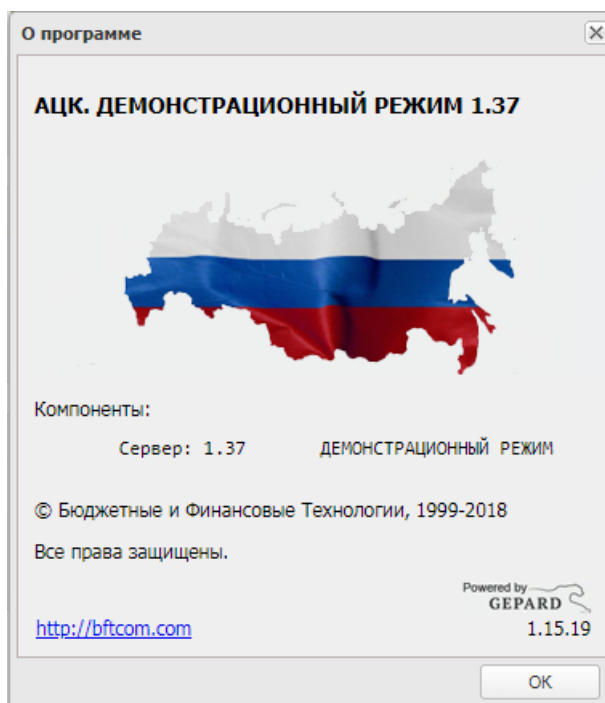 О программе
АЦК. ДЕМОНСТРАЦИОННЫЙ РЕЖИМ 1.37
Компоненты:
Сервер: 1.37 ДЕМОНСТРАЦИОННЫЙ РЕЖИМ
© Бюджетные и Финансовые Технологии, 1999-2018
Все права защищены.
Powered by
GEPARD
http://bftcom.com 1.15.19
ОК